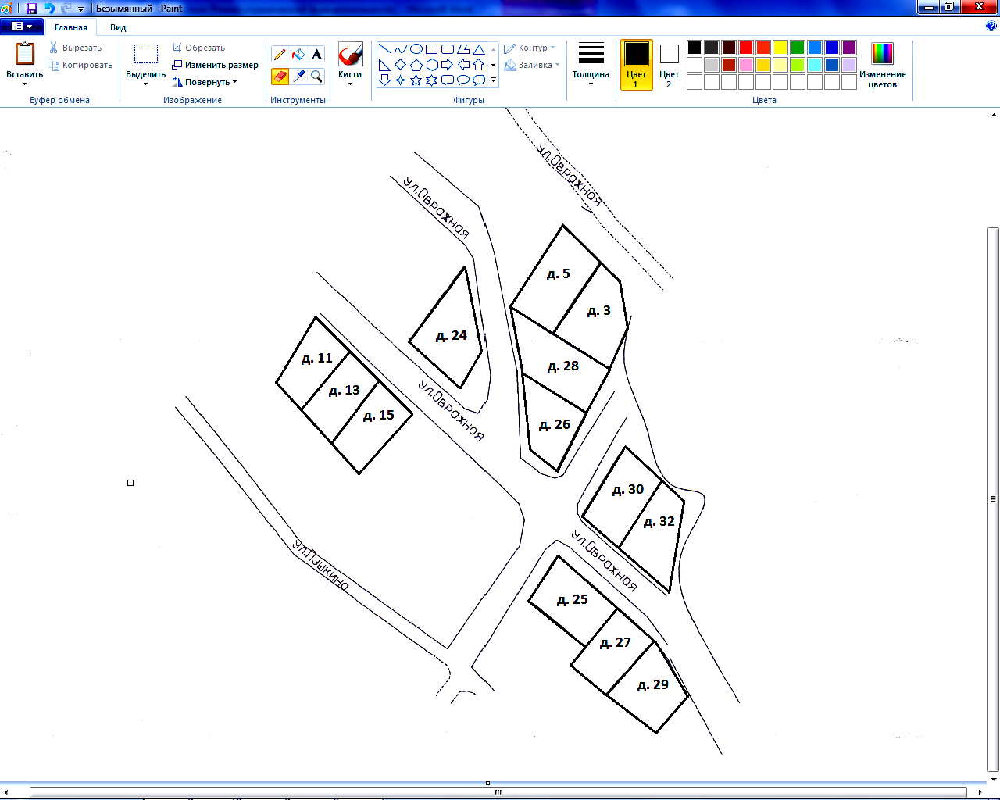 Безымянный - Paint
Главная
Вид
Вставить
Вырезать
Копировать
Буфер обмена
Выделить
Обрезать
Изменить размер
Повернуть
Изображение
A
Инструменты
Кисти
Контур
Заливка
Фигуры
Толщина
Цвет
1
Цвет
2
Изменение
цветов
Цвета
ул.Овражная
ул.Овражная
д. 5
д. 3
д. 24
д. 11
д. 28
д. 13
ул.Овражная
д. 15
д. 26
д. 30
д. 32
ул.Овражная
ул.Пушкина
д. 25
д. 27
д. 29